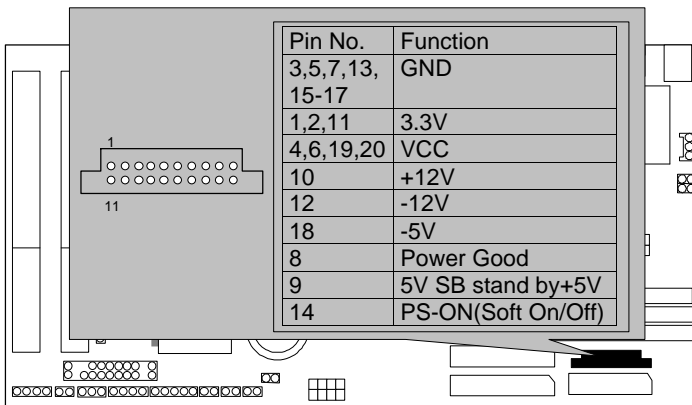 Pin No. Function
3,5,7,13, GND
15-17
1,2,11 3.3V
4,6,19,20 VCC
10 +12V
12 -12V
18 -5V
8 Power Good
9 5V SB stand by+5V
14 PS-ON(Soft On/Off)
1
11